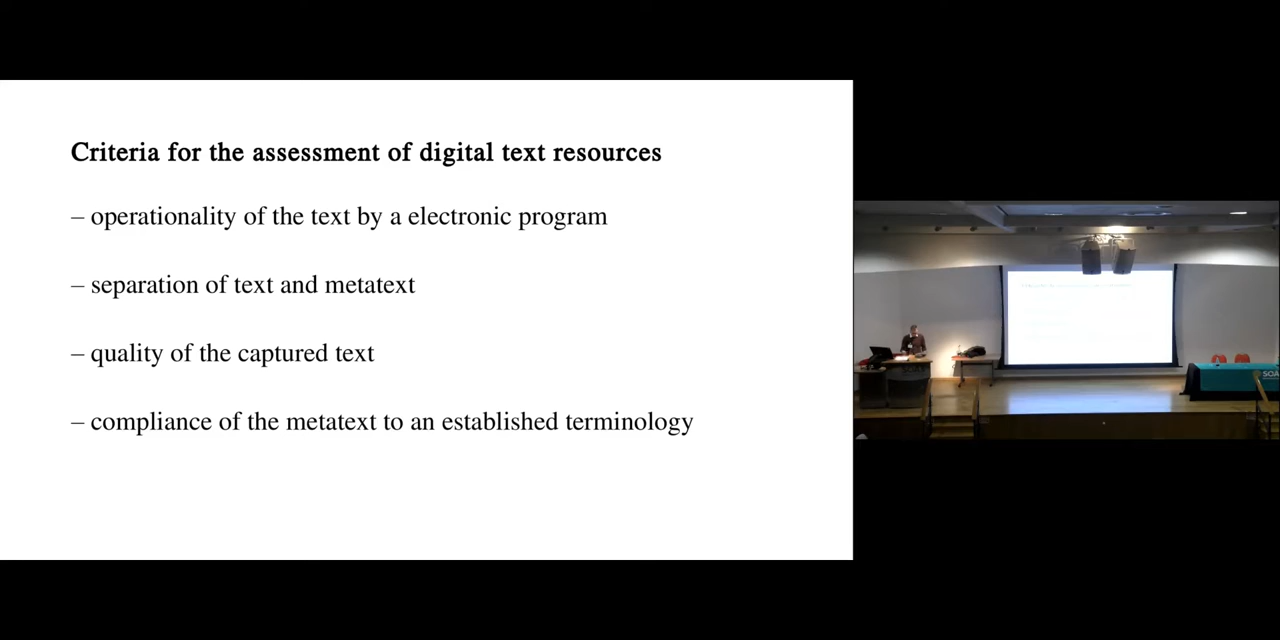 Criteria for the assessment of digital text resources
– operationality of the text by a electronic program
– separation of text and metatext
– quality of the captured text
– compliance of the metatext to an established terminology